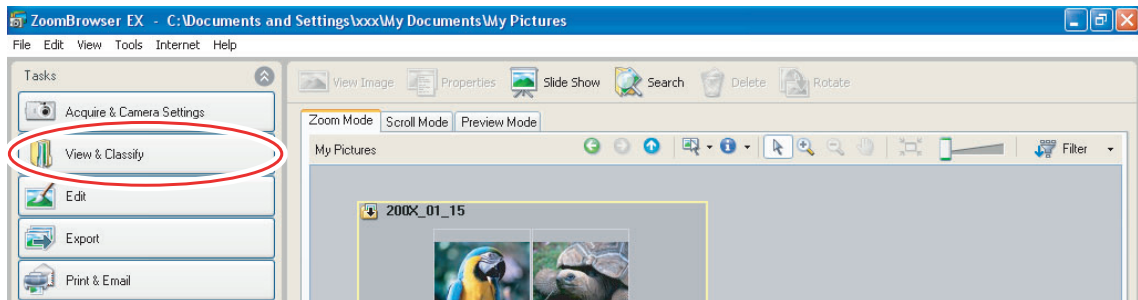 ZoomBrowser EX - C:\Documents and Settings\xxx\My Documents\My Pictures
File Edit View Tools Internet Help
Tasks
Acquire & Camera Settings
View & Classify
Edit
Export
Print & Email
View Image Properties Slide Show Search Delete Rotate
Zoom Mode Scroll Mode Preview Mode
My Pictures Filter
200X_01_15